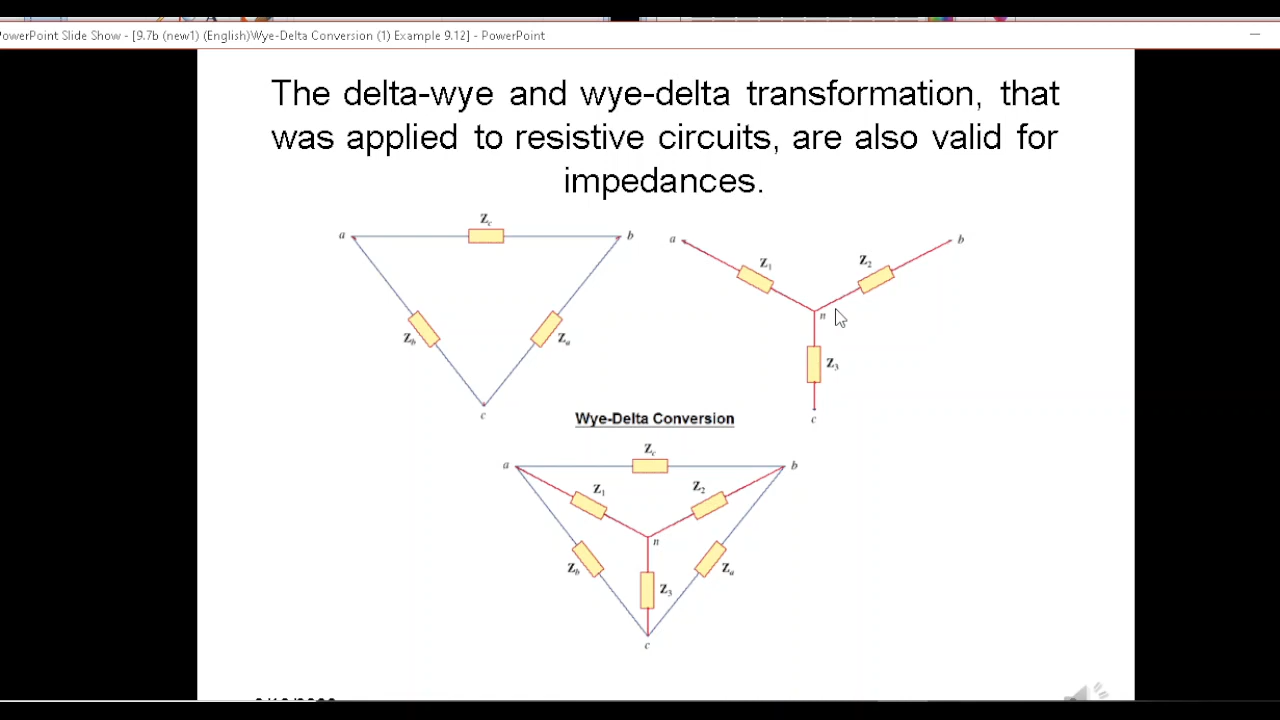 PowerPoint Slide Show - [9.7b (new1) (English)Wye-Delta Conversion (1) Example 9.12] - PowerPoint
The delta-wye and wye-delta transformation, that
was applied to resistive circuits, are also valid for
impedances.
Zc
a
b
Zb
Za
c
a
b
Z1
Z2
n
Z3
c
Wye-Delta Conversion
Zc
a
b
Z1
Z2
n
Zb
Za
Z3
c